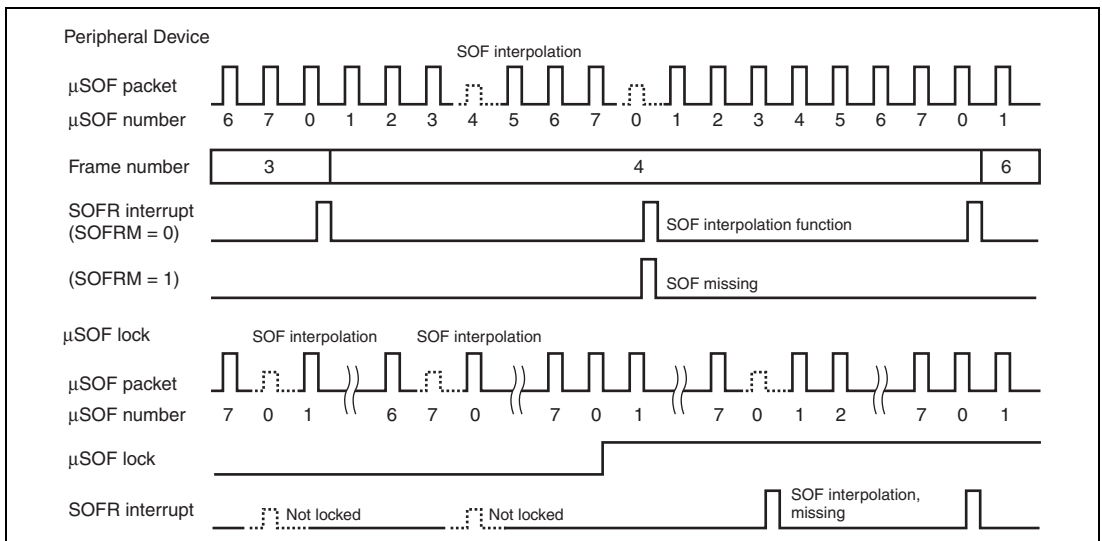 Peripheral Device
SOF interpolation
μSOF packet
μSOF number 6 7 0 1 2 3 4 5 6 7 0 1 2 3 4 5 6 7 0 1
Frame number 3 4 6
SOFR interrupt
(SOFRM = 0)
SOF interpolation function
(SOFRM = 1)
SOF missing
μSOF lock
SOF interpolation SOF interpolation
μSOF packet
μSOF number 7 0 1 6 7 0 7 0 1 7 0 1 2 7 0 1
μSOF lock
SOFR interrupt
Not locked Not locked
SOF interpolation,
missing